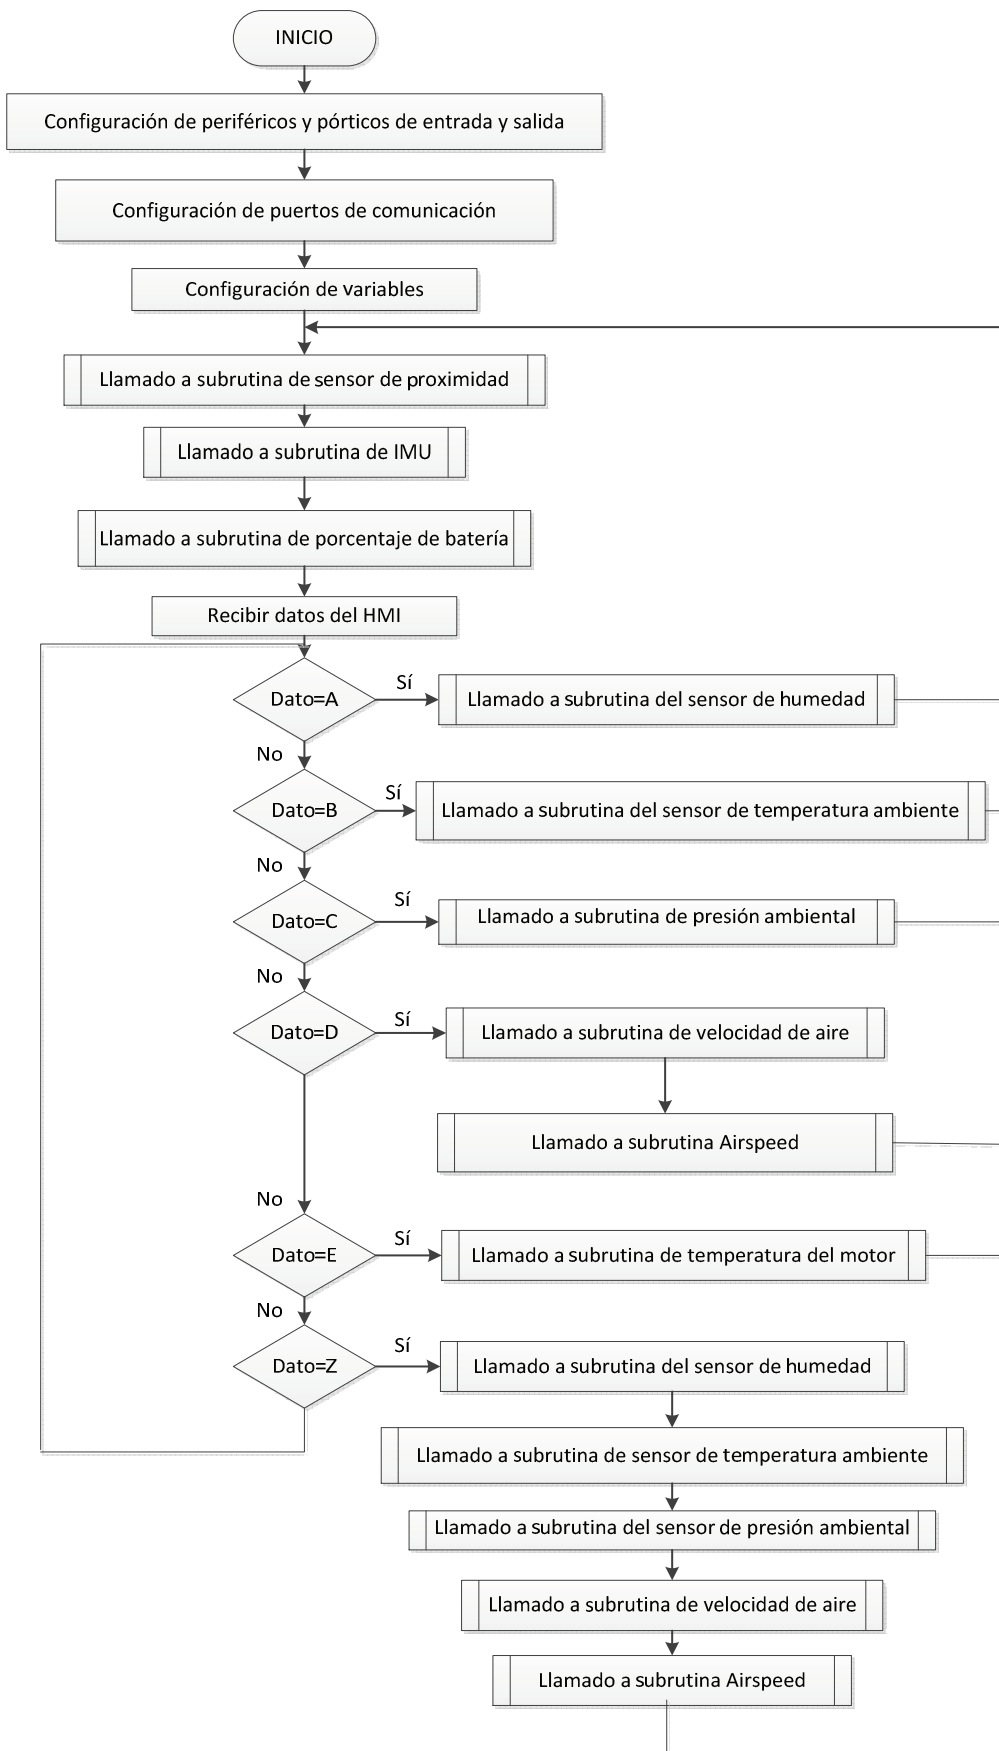 INICIO
Configuración de periféricos y pórticos de entrada y salida
Configuración de puertos de comunicación
Configuración de variables
Llamado a subrutina de sensor de proximidad
Llamado a subrutina de IMU
Llamado a subrutina de porcentaje de batería
Recibir datos del HMI
Dato=A
Sí
Llamado a subrutina del sensor de humedad
No
Dato=B
Sí
Llamado a subrutina del sensor de temperatura ambiente
No
Dato=C
Sí
Llamado a subrutina de presión ambiental
No
Dato=D
Sí
Llamado a subrutina de velocidad de aire
Llamado a subrutina Airspeed
No
Dato=E
Sí
Llamado a subrutina de temperatura del motor
No
Dato=Z
Sí
Llamado a subrutina del sensor de humedad
Llamado a subrutina de sensor de temperatura ambiente
Llamado a subrutina del sensor de presión ambiental
Llamado a subrutina de velocidad de aire
Llamado a subrutina Airspeed